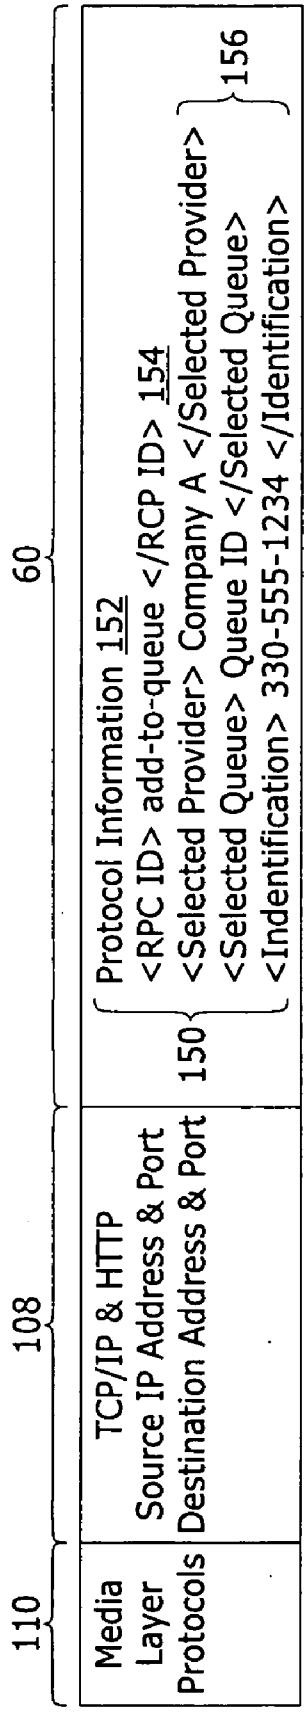 110
108
60
Media
Layer
Protocols
TCP/IP & HTTP
Source IP Address & Port
Destination Address & Port
150
Protocol Information 152
<RPC ID> add-to-queue </RCP ID> 154
<Selected Provider> Company A </Selected Provider>
<Selected Queue> Queue ID </Selected Queue>
<Indentification> 330-555-1234 </Identification>
156